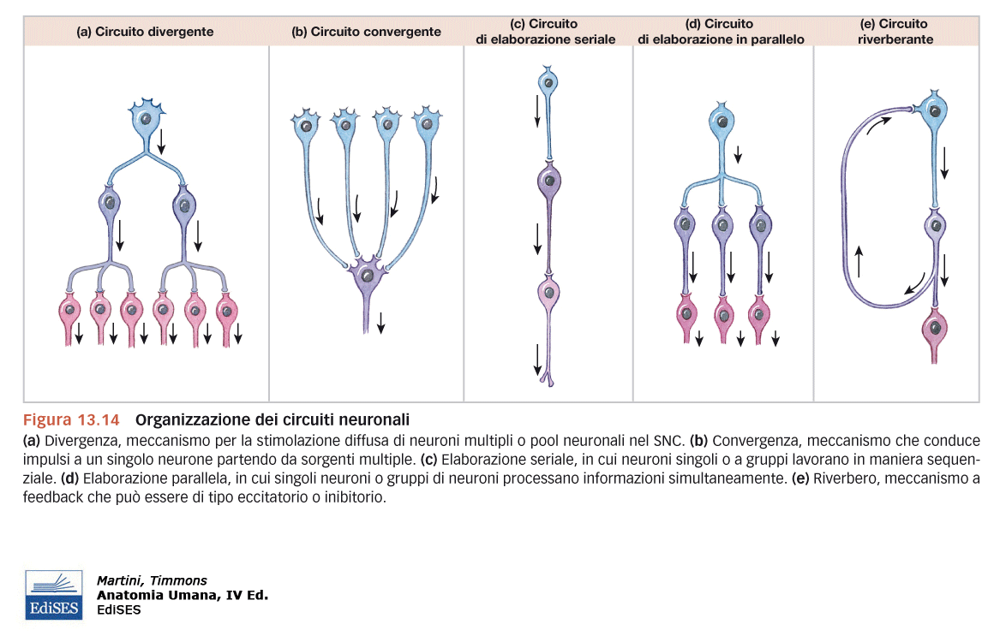 (a) Circuito divergente
(b) Circuito convergente
(c) Circuito
di elaborazione seriale
(d) Circuito
di elaborazione in parallelo
(e) Circuito
riverberante
Figura 13.14 Organizzazione dei circuiti neuronali
(a) Divergenza, meccanismo per la stimolazione diffusa di neuroni multipli o pool neuronali nel SNC. (b) Convergenza, meccanismo che conduce
impulsi a un singolo neurone partendo da sorgenti multiple. (c) Elaborazione seriale, in cui neuroni singoli o a gruppi lavorano in maniera sequen-
ziale. (d) Elaborazione parallela, in cui singoli neuroni o gruppi di neuroni processano informazioni simultaneamente. (e) Riverbero, meccanismo a
feedback che può essere di tipo eccitatorio o inibitorio.
EdiSES
Martini, Timmons
Anatomia Umana, IV Ed.
EdiSES